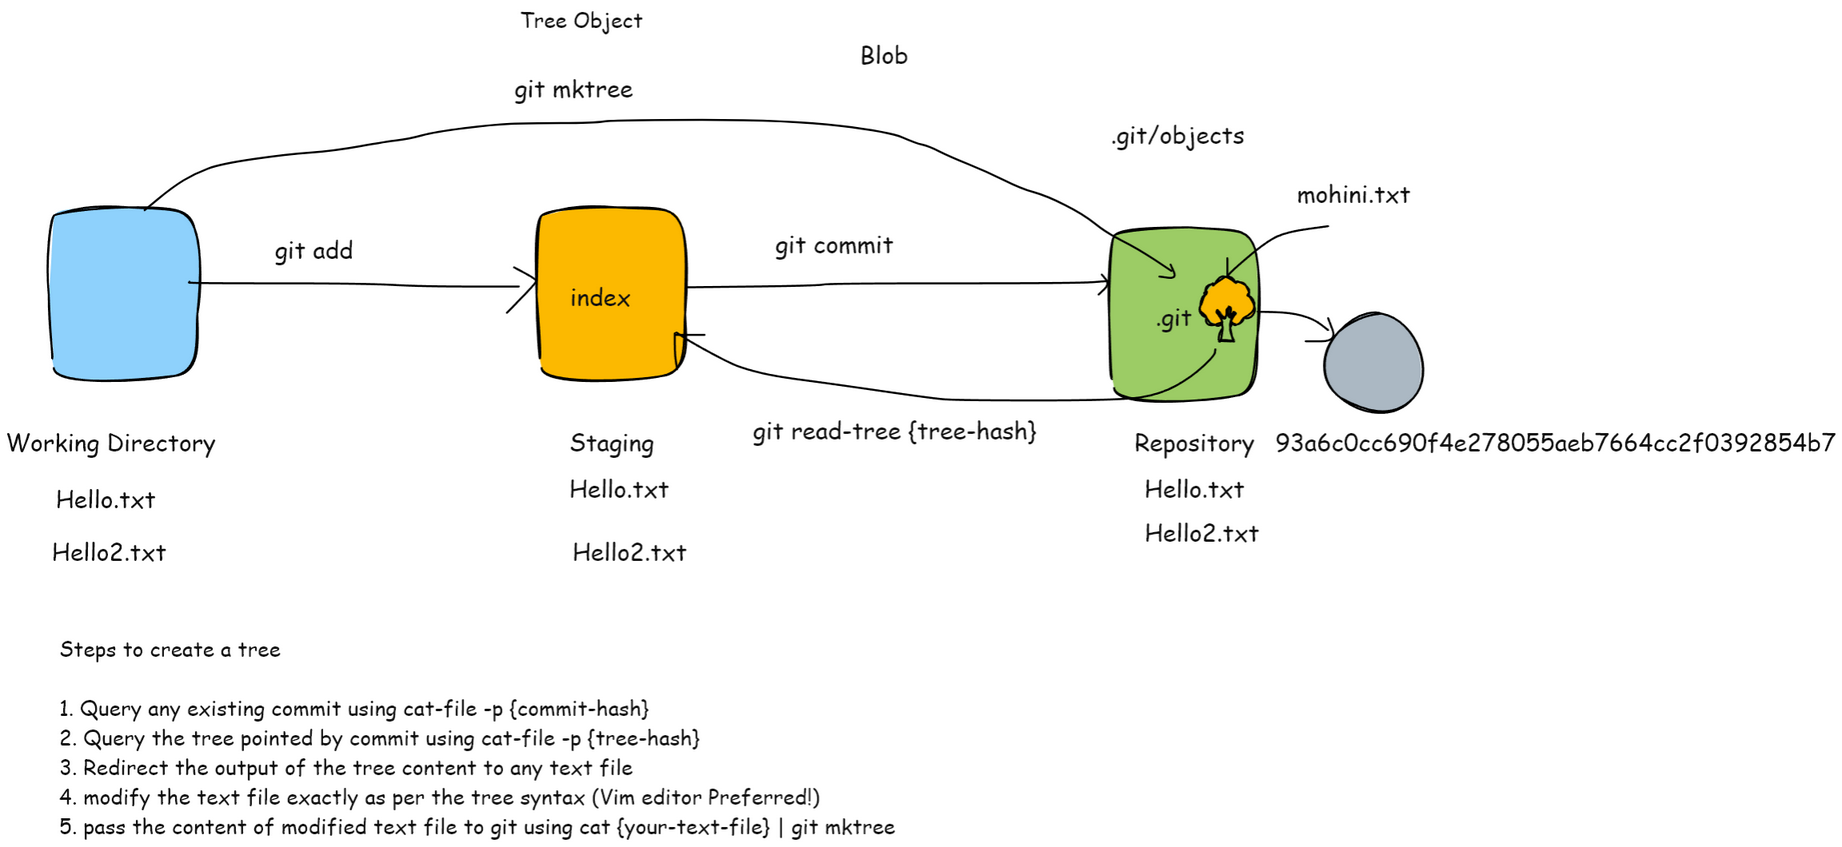 Tree Object
Blob
git mktree
.git/objects
mohini.txt
git add
git commit
index
.git
git read-tree {tree-hash}
Working Directory
Staging
Repository
93a6c0cc690f4e278055aeb7664cc2f0392854b7
Hello.txt
Hello.txt
Hello.txt
Hello2.txt
Hello2.txt
Hello2.txt
Steps to create a tree
1. Query any existing commit using cat-file -p {commit-hash}
2. Query the tree pointed by commit using cat-file -p {tree-hash}
3. Redirect the output of the tree content to any text file
4. modify the text file exactly as per the tree syntax (Vim editor Preferred!)
5. pass the content of modified text file to git using cat {your-text-file} | git mktree